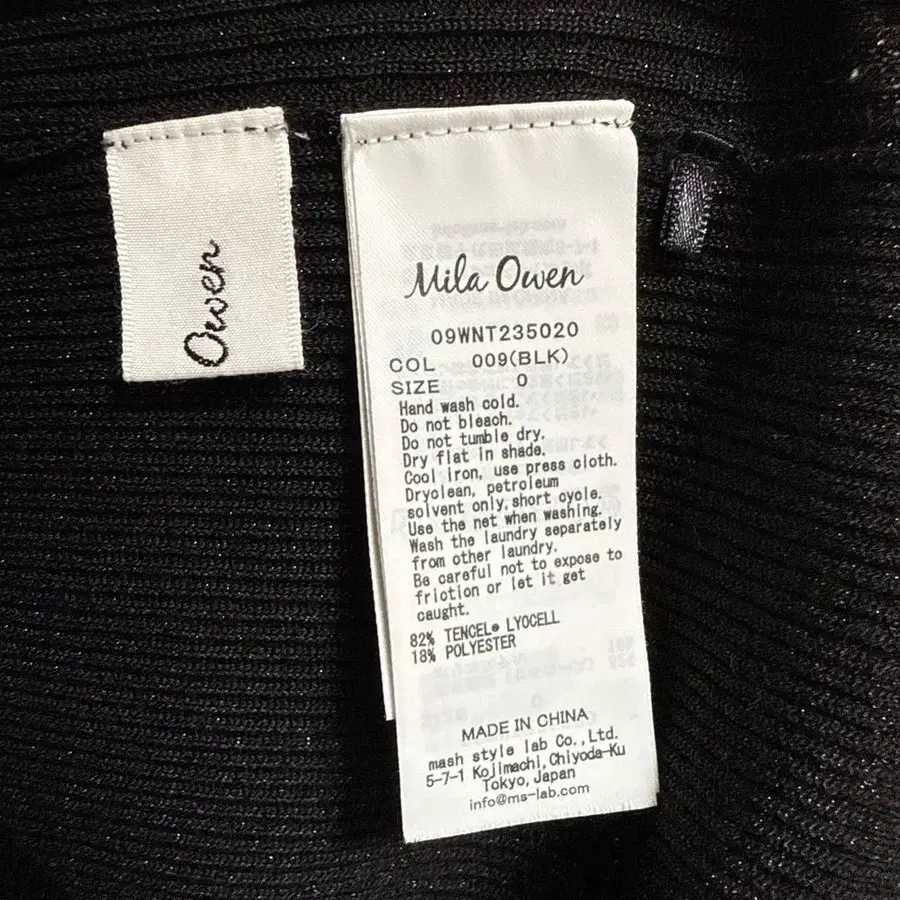 Owen
Mila Owen
09WNT235020
COL 009(BLK)
SIZE 0
Hand wash cold.
Do not bleach.
Do not tumble dry.
Dry flat in shade.
Cool iron, use press cloth.
Dryclean, petroleum
solvent only,short cycle.
Use the net when washing.
Wash the laundry separately
from other laundry.
Be careful not to expose to
friction or let it get
caught.
82% TENCEL® LYOCELL
18% POLYESTER
MADE IN CHINA
mash style lab Co.,Ltd.
5-7-1 Kojimachi,Chiyoda-Ku
Tokyo, Japan
info@ms-lab.com